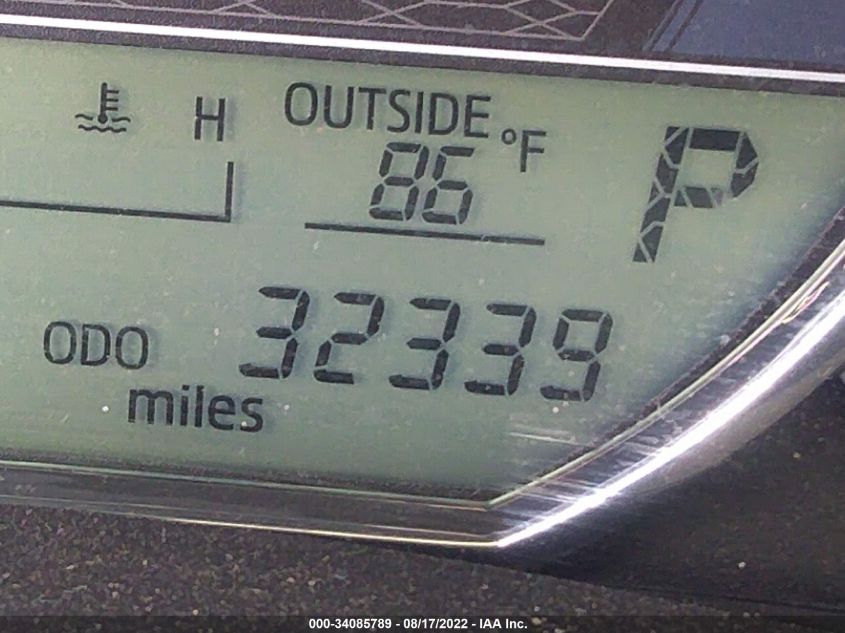 H OUTSIDE °F P
86
ODO 32339
miles
000-34085789 - 08/17/2022 - IAA Inc.